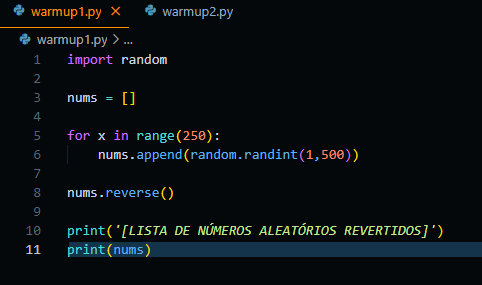 warmup1.py × warmup2.py
warmup1.py > ...
1 import random
2
3 nums = []
4
5 for x in range(250):
6     nums.append(random.randint(1,500))
7
8 nums.reverse()
9
10 print('[LISTA DE NÚMEROS ALEATÓRIOS REVERTIDOS]')
11 print(nums)